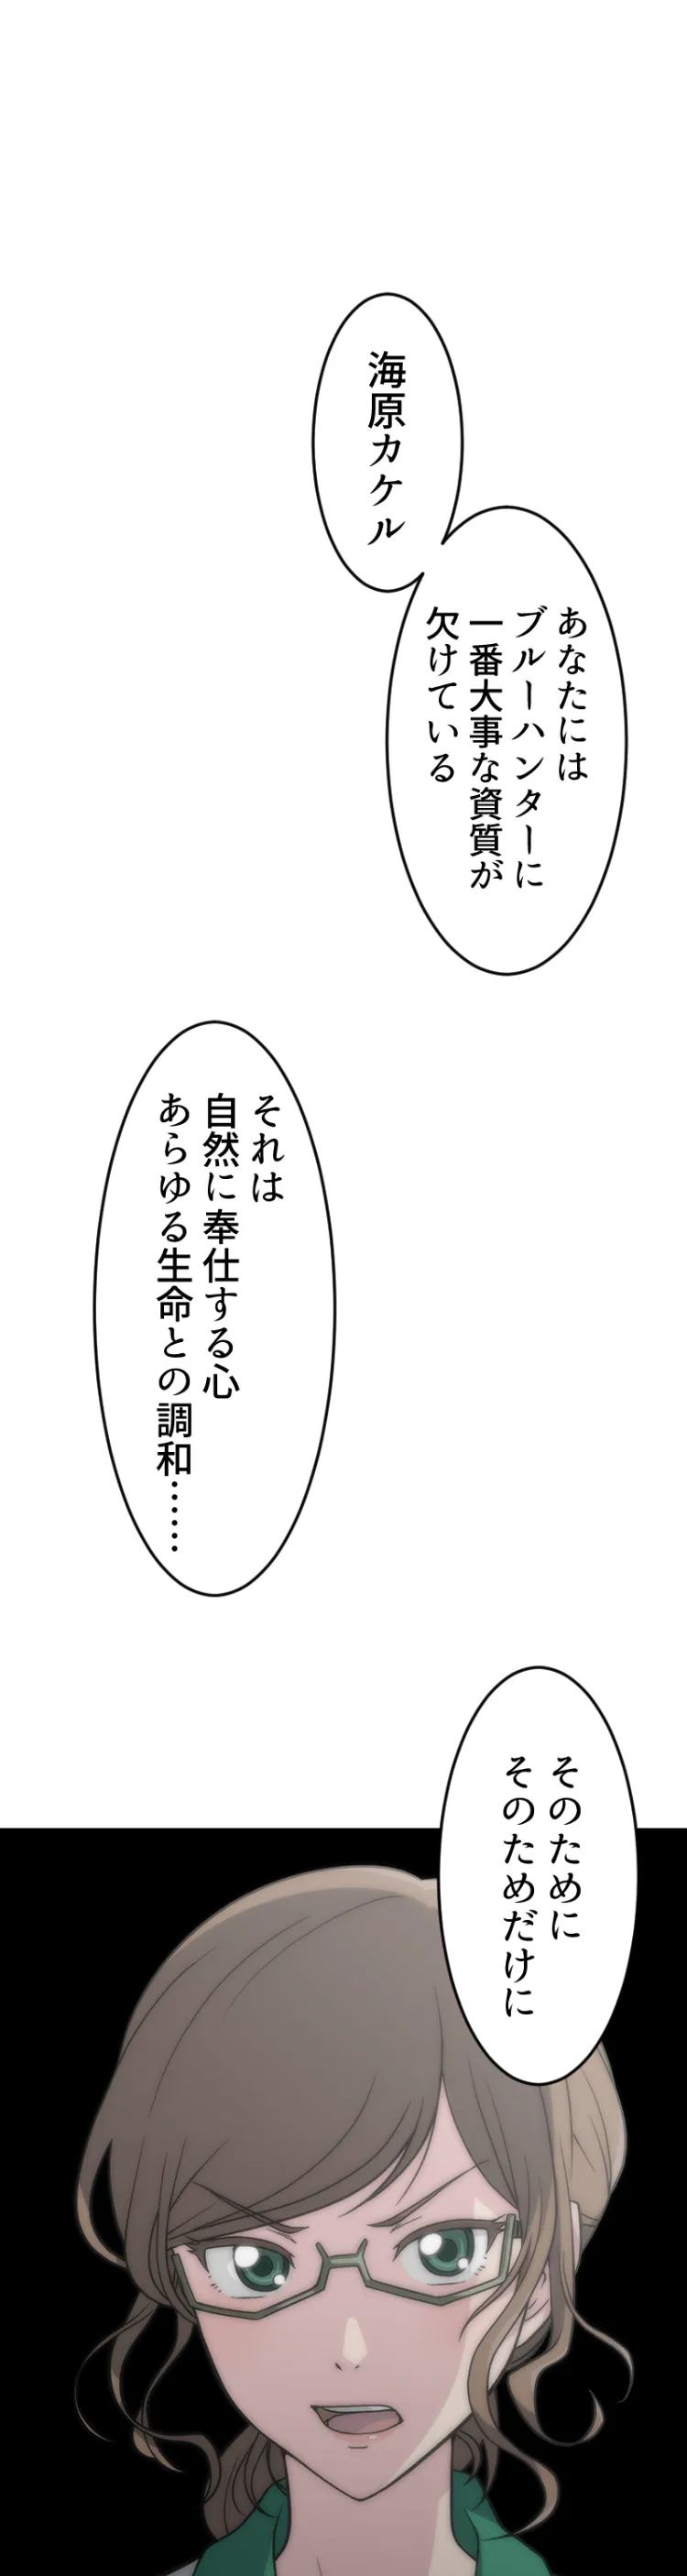 海原カケル
あなたには
ブルーハンターに
一番大事な資質が
欠けている
それは
自然に奉仕する心
あらゆる生命との調和……
そのために
そのためだけに